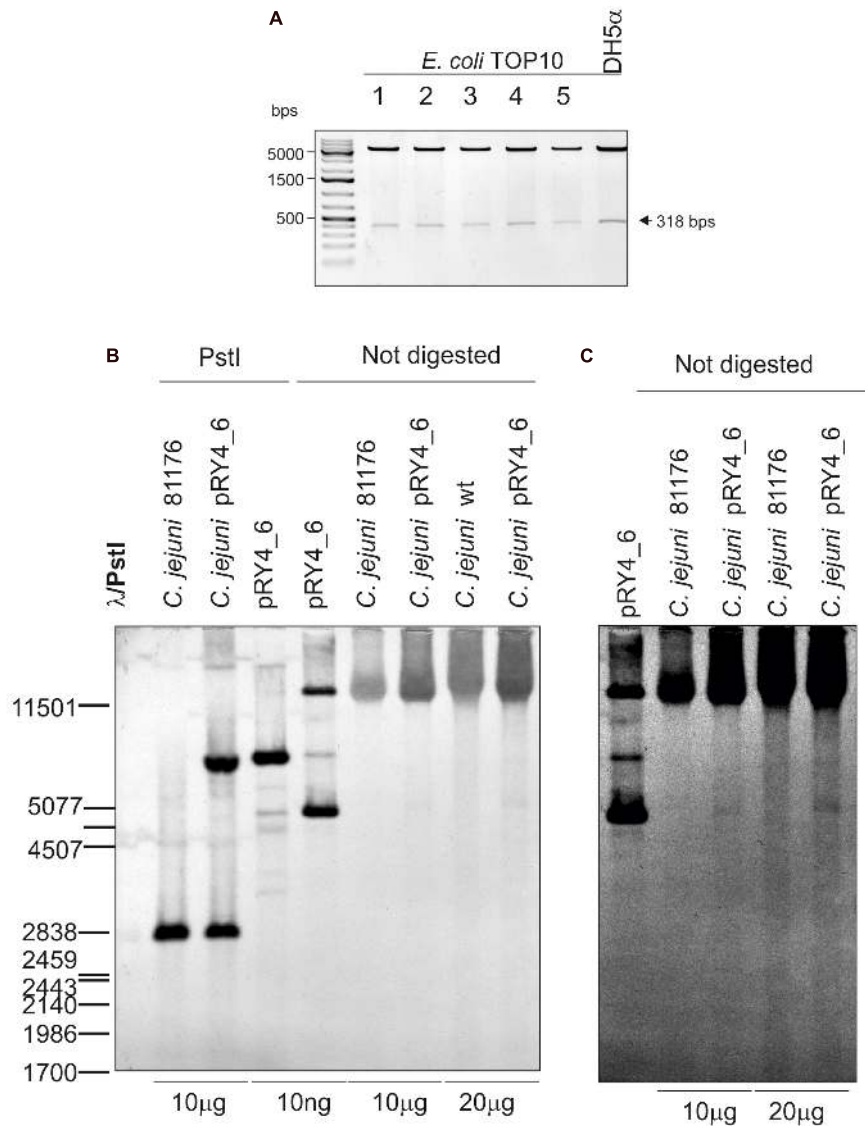 A
E. coli TOP10
DH5α
bps
1 2 3 4 5
5000
1500
500
318 bps
B
PstI
Not digested
C
Not digested
λ/PstI
C. jejuni 81176
C. jejuni pRY4_6
pRY4_6
pRY4_6
C. jejuni 81176
C. jejuni pRY4_6
C. jejuni wt
C. jejuni pRY4_6
pRY4_6
C. jejuni 81176
C. jejuni pRY4_6
C. jejuni 81176
C. jejuni pRY4_6
11501
5077
4507
2838
2459
2443
2140
1986
1700
10µg 10ng 10µg 20µg
10µg 20µg